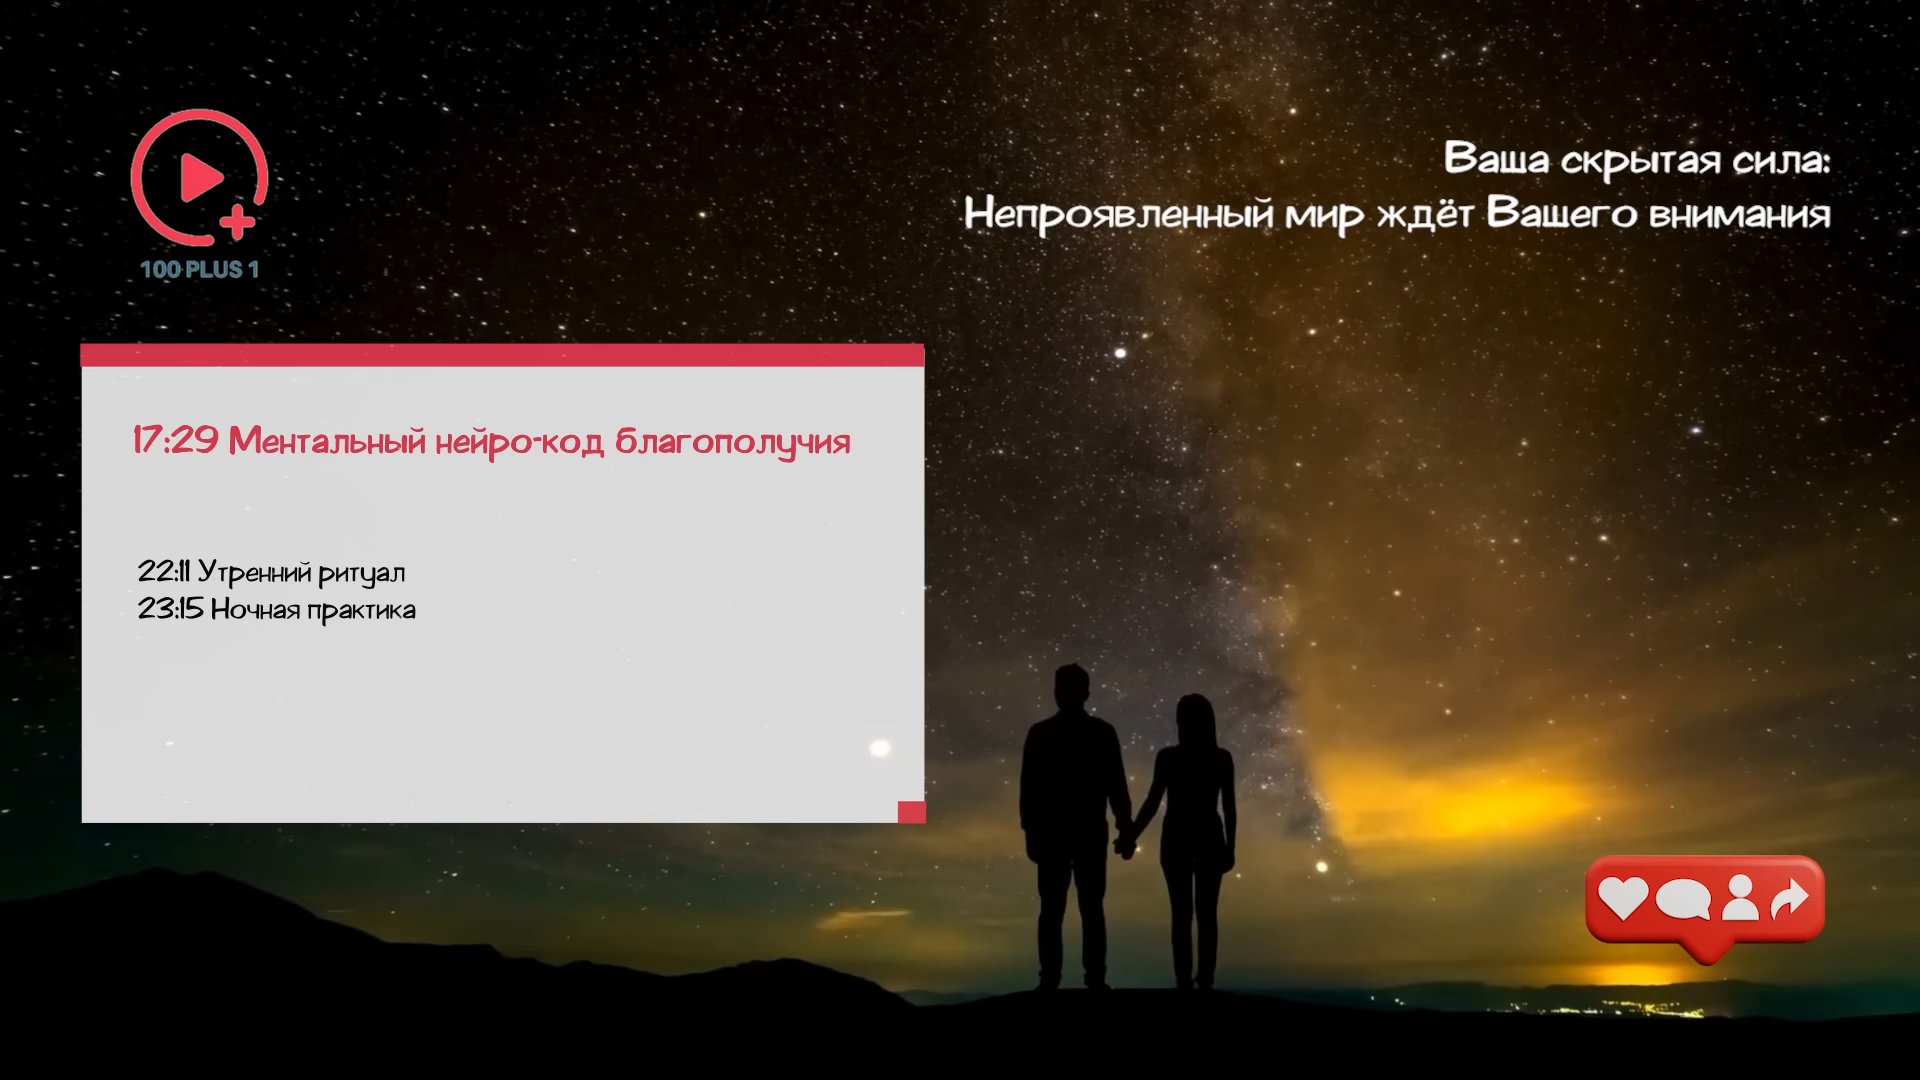 100 PLUS 1
Ваша скрытая сила:
Непроявленный мир ждёт Вашего внимания
17:29 Ментальный нейро-код благополучия
22:11 Утренний ритуал
23:15 Ночная практика